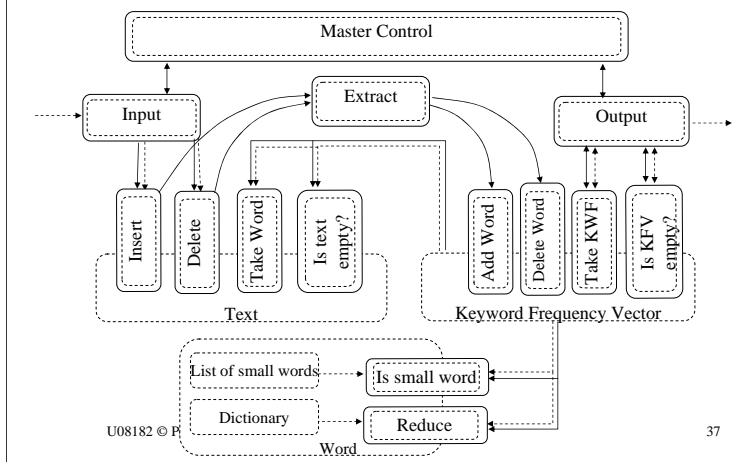 Master Control
Input
Extract
Output
Insert
Delete
Take Word
Is text
empty?
Add Word
Delete Word
Take KWF
Is KFV
empty?
Text
Keyword Frequency Vector
List of small words
Is small word
Dictionary
Reduce
Word
U08182 © P
37